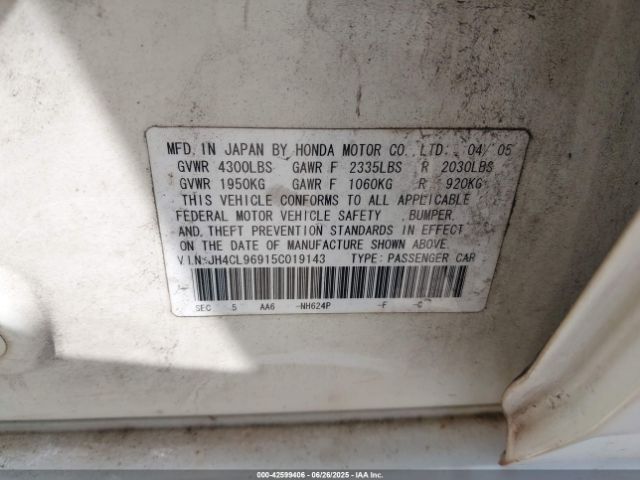 MFD. IN JAPAN BY HONDA MOTOR CO., LTD. 04/05
GVWR 4300LBS GAWR F 2335LBS R 2030LBS
GVWR 1950KG GAWR F 1060KG R 920KG
THIS VEHICLE CONFORMS TO ALL APPLICABLE
FEDERAL MOTOR VEHICLE SAFETY , BUMPER,
AND THEFT PREVENTION STANDARDS IN EFFECT
ON THE DATE OF MANUFACTURE SHOWN ABOVE.
V I N: JH4CL96915C019143 TYPE: PASSENGER CAR
SEC 5 AA6 -NH624P -F -C
000-42599406 - 06/26/2025 - IAAI.COM